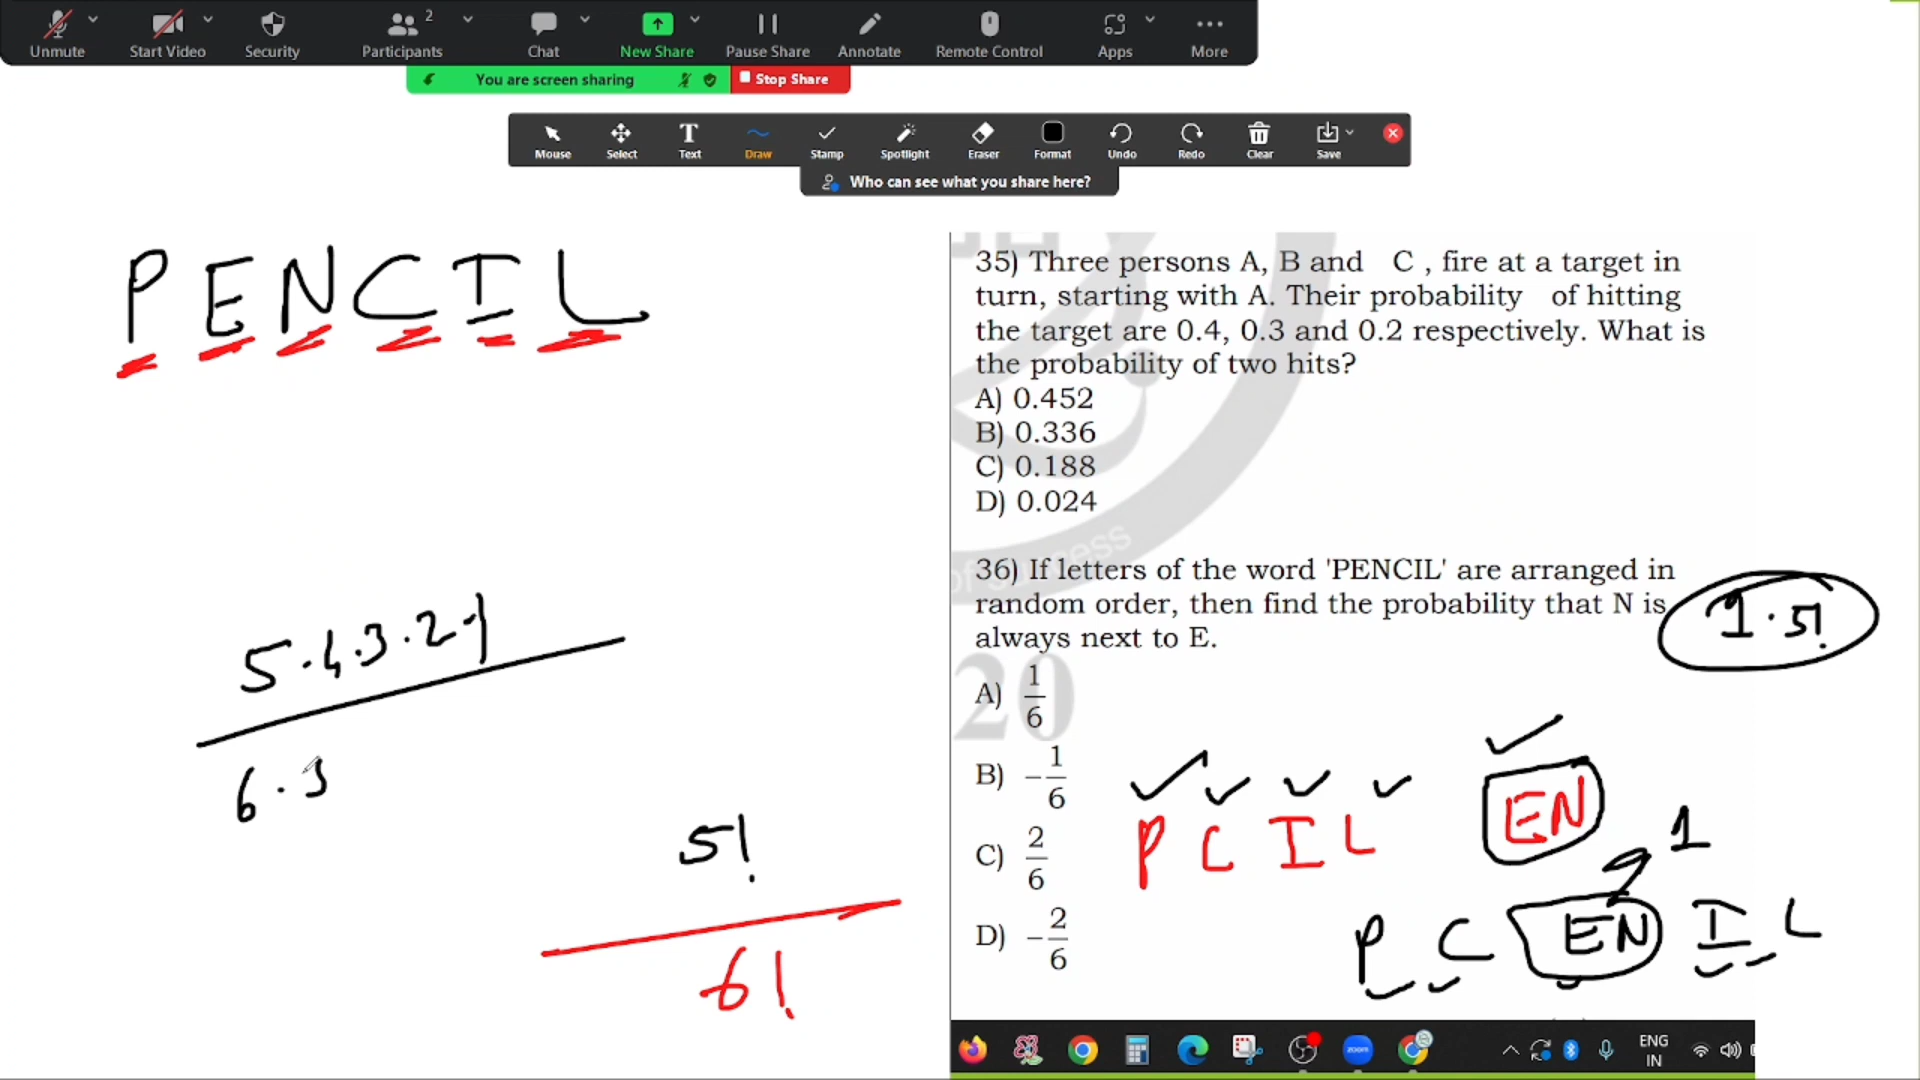 Unmute
Start Video
Security
Participants
2
Chat
New Share
Pause Share
Annotate
Remote Control
Apps
More
You are screen sharing
Stop Share
Mouse
Select
Text
Draw
Stamp
Spotlight
Eraser
Format
Undo
Redo
Clear
Save
Who can see what you share here?
PENCIL
5.4.3.2.1
6.
5!
6!
35) Three persons A, B and C , fire at a target in
turn, starting with A. Their probability of hitting
the target are 0.4, 0.3 and 0.2 respectively. What is
the probability of two hits?
A) 0.452
B) 0.336
C) 0.188
D) 0.024
of success
36) If letters of the word 'PENCIL' are arranged in
random order, then find the probability that N is
always next to E.
1.5!
20
A) 1/6
B) -1/6
C) 2/6
D) -2/6
P C I L EN
1
P C EN I L
zoom
ENG
IN